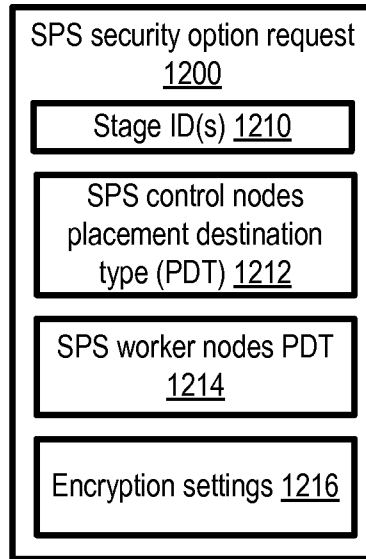 SPS security option request
1200
Stage ID(s) 1210
SPS control nodes
placement destination
type (PDT) 1212
SPS worker nodes PDT
1214
Encryption settings 1216